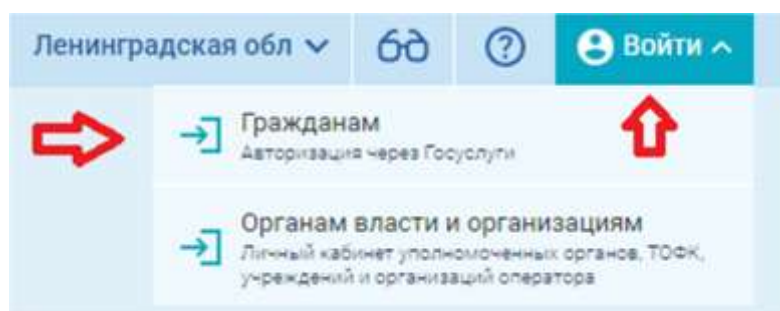 Ленинградская обл
Войти
Гражданам
Авторизация через Госуслуги
Органам власти и организациям
Личный кабинет уполномоченных органов, ТОФК,
учреждений и организаций оператора